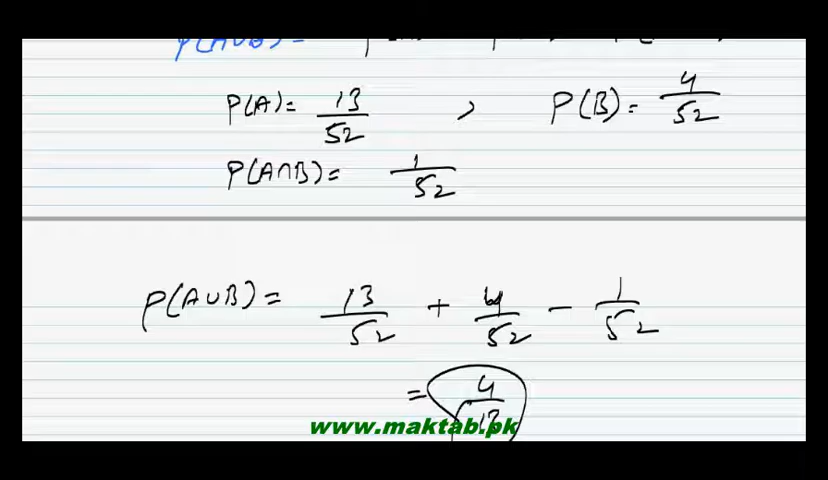 P(A∪B) =
P(A) = 13/52 , P(B) = 4/52
P(A∩B) = 1/52
P(A∪B) = 13/52 + 4/52 - 1/52
= 4/13
www.maktab.pk